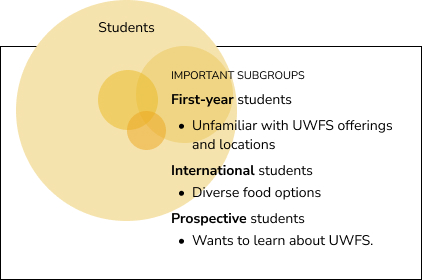 Students
IMPORTANT SUBGROUPS
First-year students
• Unfamiliar with UWFS offerings
and locations
International students
• Diverse food options
Prospective students
• Wants to learn about UWFS.